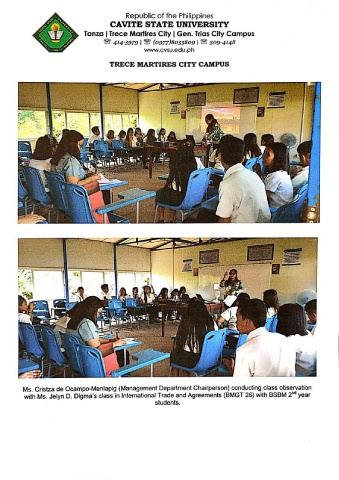 Republic of the Philippines
CAVITE STATE UNIVERSITY
Tanza | Trece Martires City | Gen. Trias City Campus
☏ 414-3979 | ☏ (0977)8033809 | ☏ 509-4148
www.cvsu.edu.ph
TRECE MARTIRES CITY CAMPUS
Ms. Cristza de Ocampo-Manlapig (Management Department Chairperson) conducting class observation
with Ms. Jelyn D. Digma's class in International Trade and Agreements (BMGT 26) with BSBM 2nd year
students.